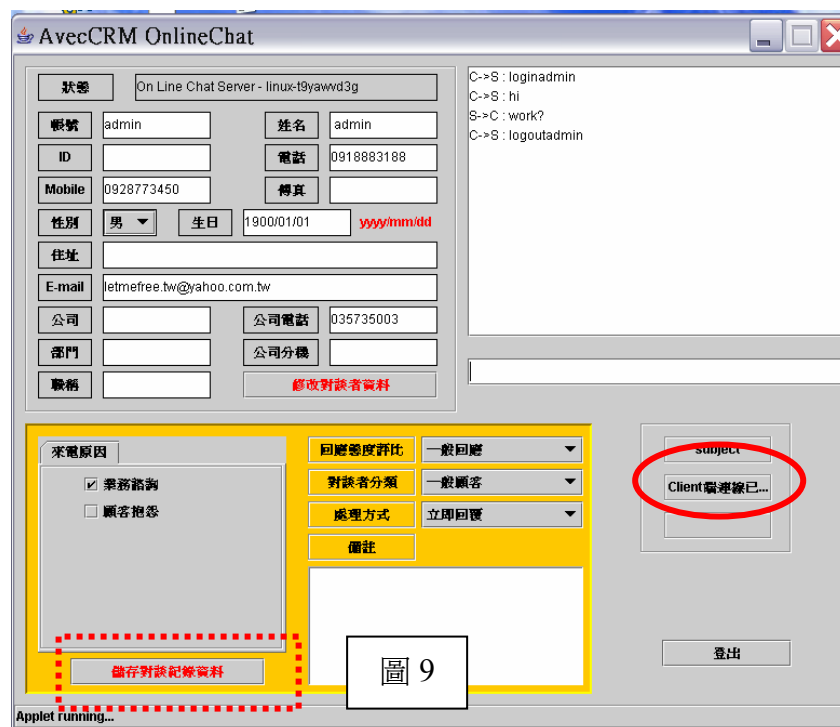 AvecCRM OnlineChat
狀態 On Line Chat Server - linux-t9yawvd3g
帳號 admin 姓名 admin
ID 電話 0918883188
Mobile 0928773450 傳真
性別 男 生日 1900/01/01 yyyy/mm/dd
住址
E-mail letmefree.tw@yahoo.com.tw
公司 公司電話 035735003
部門 公司分機
職稱 修改對談者資料
C->S : loginadmin
C->S : hi
S->C : work?
C->S : logoutadmin
來電原因
業務諮詢
顧客抱怨
儲存對談紀錄資料
回應態度評比 一般回應
對談者分類 一般顧客
處理方式 立即回覆
備註
圖 9
subject
Client端連線已...
登出
Applet running...